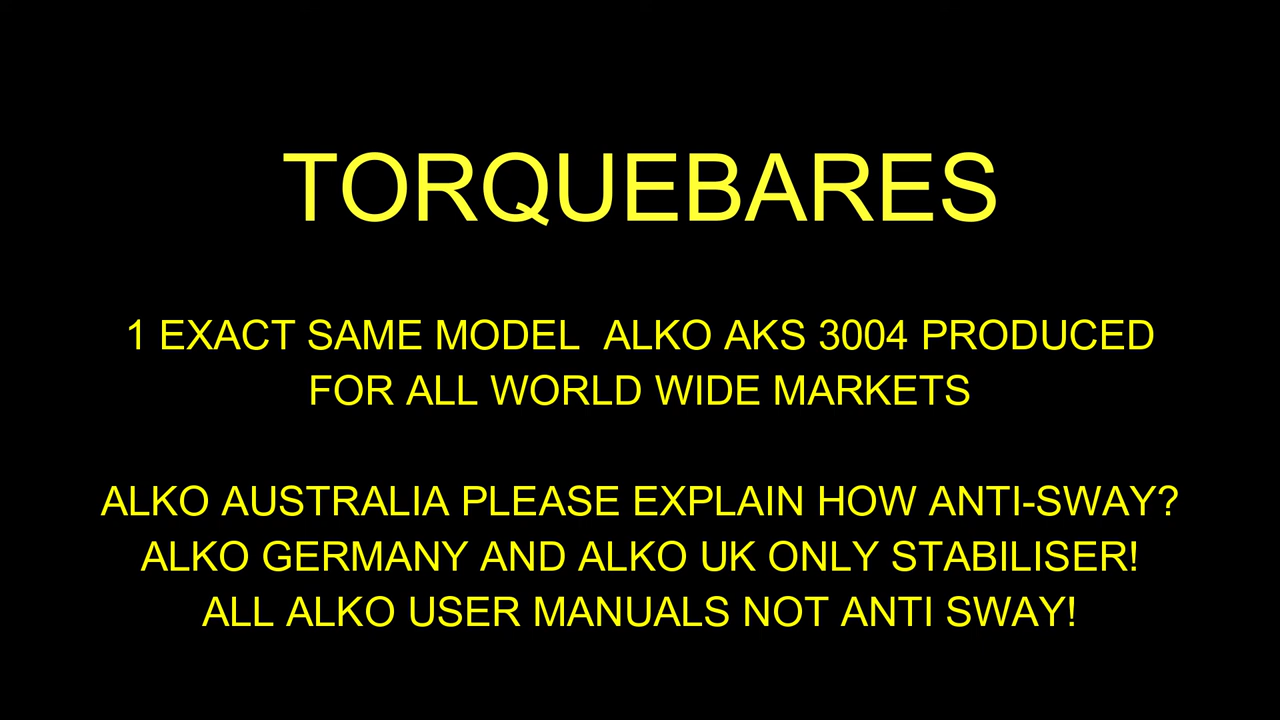 TORQUEBARES
1 EXACT SAME MODEL  ALKO AKS 3004 PRODUCED
FOR ALL WORLD WIDE MARKETS
ALKO AUSTRALIA PLEASE EXPLAIN HOW ANTI-SWAY?
ALKO GERMANY AND ALKO UK ONLY STABILISER!
ALL ALKO USER MANUALS NOT ANTI SWAY!